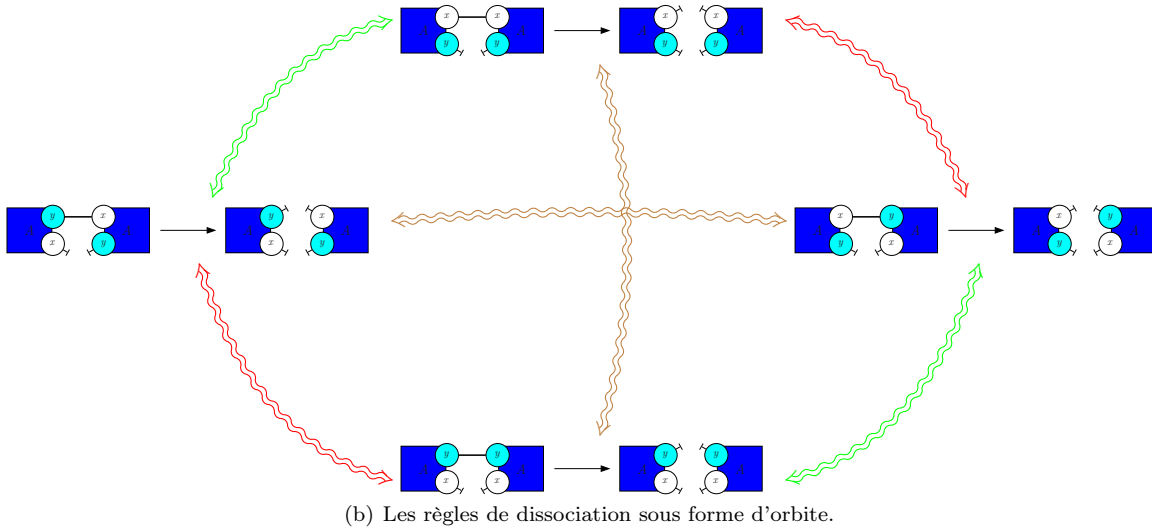 x x x x
A A A A
y y y y
y x y x x y x y
A A A A A A A A
x y x y y x y x
y y y y
A A A A
x x x x
(b) Les règles de dissociation sous forme d'orbite.